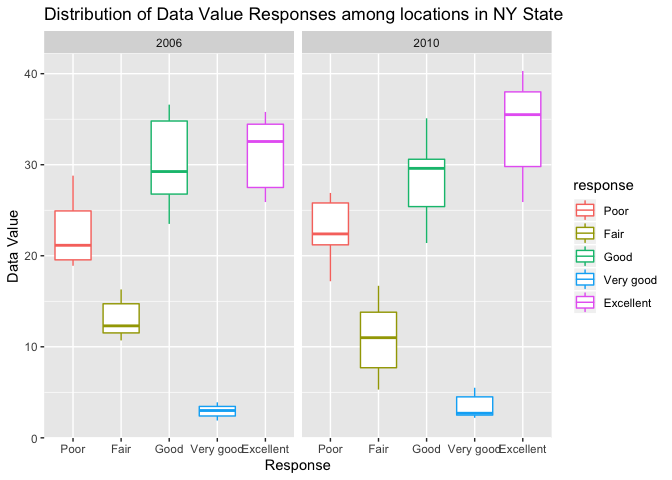 Distribution of Data Value Responses among locations in NY State
2006 2010
Data Value
40
30
20
10
0
Poor Fair Good Very good Excellent Poor Fair Good Very good Excellent
Response
response
Poor
Fair
Good
Very good
Excellent